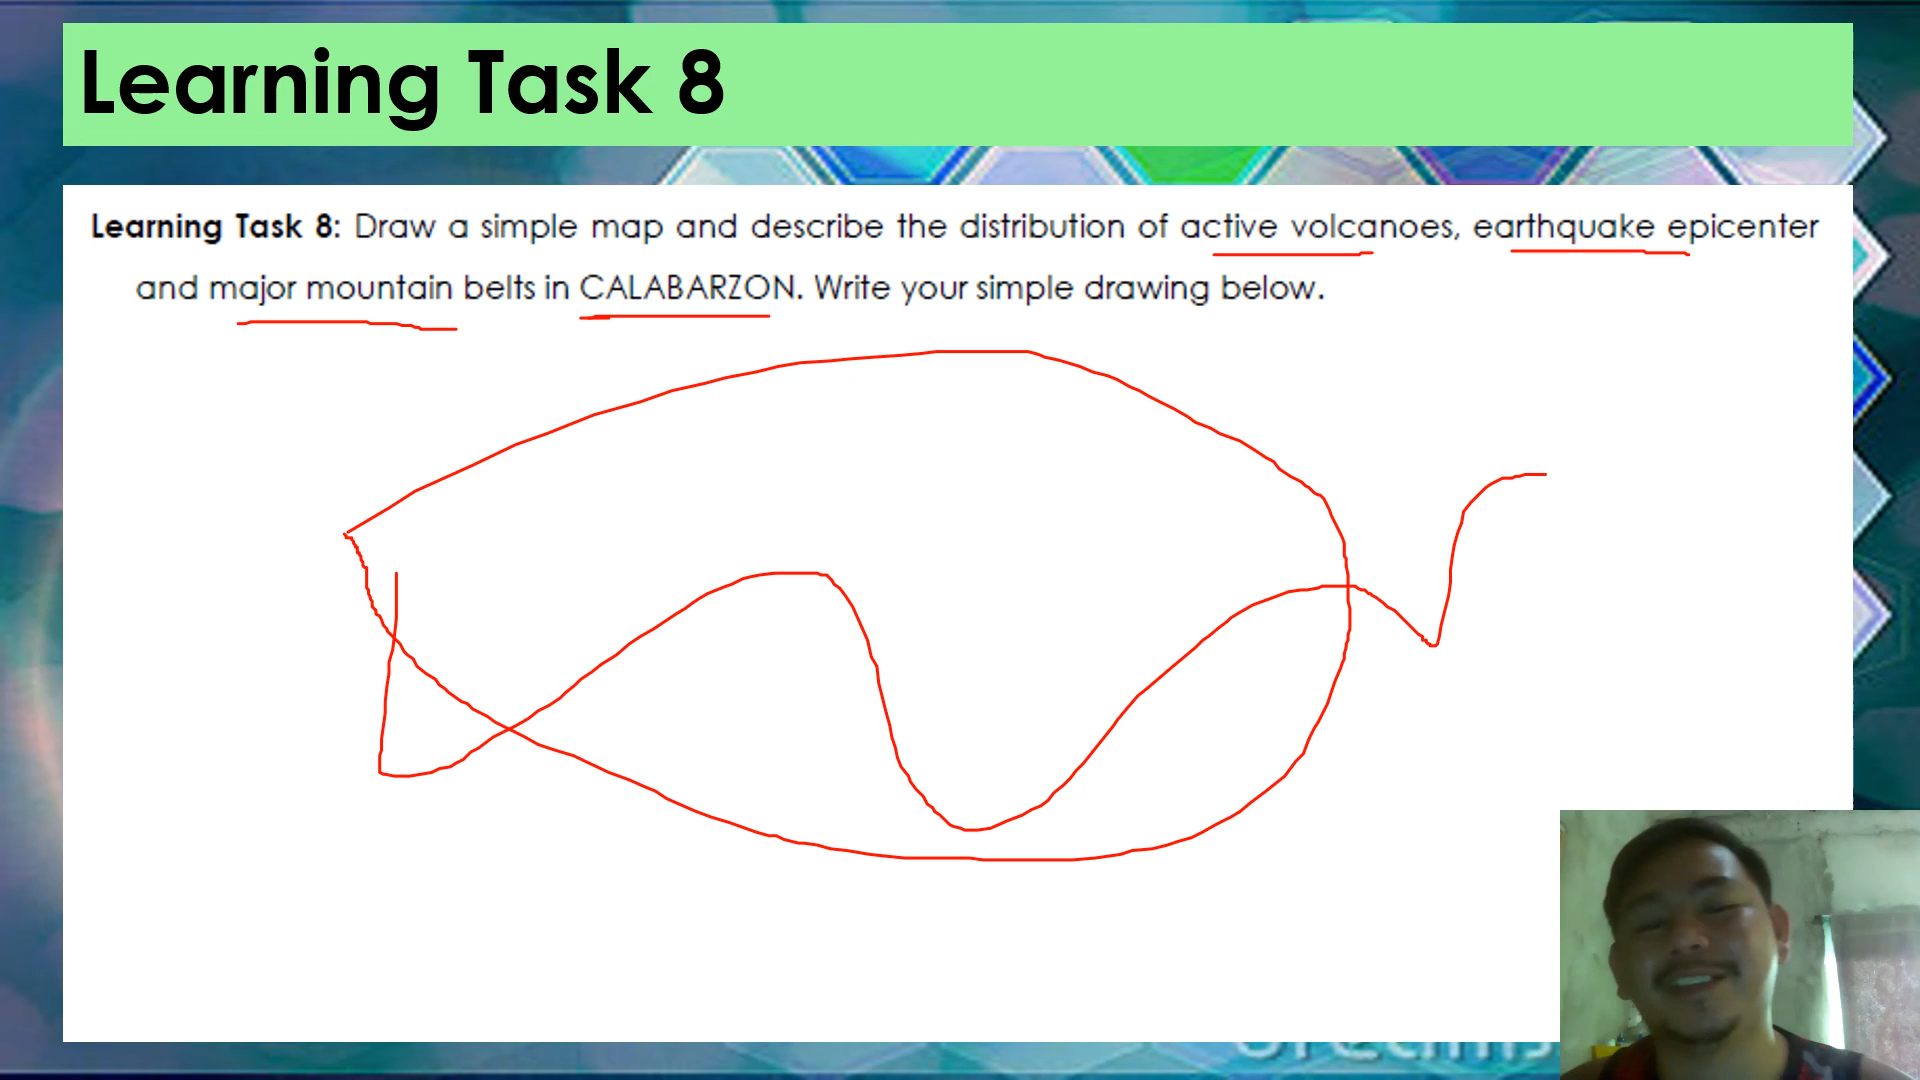 Learning Task 8
Learning Task 8: Draw a simple map and describe the distribution of active volcanoes, earthquake epicenter
and major mountain belts in CALABARZON. Write your simple drawing below.